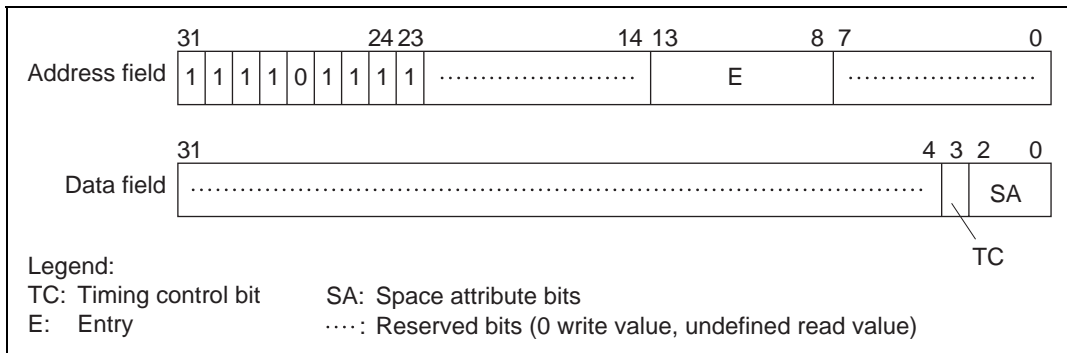 31 24 23 14 13 8 7 0
Address field 1 1 1 1 0 1 1 1 1 ........................ E .......................
31 4 3 2 0
Data field ........................................................................................ SA
TC
Legend:
TC: Timing control bit SA: Space attribute bits
E: Entry ····: Reserved bits (0 write value, undefined read value)